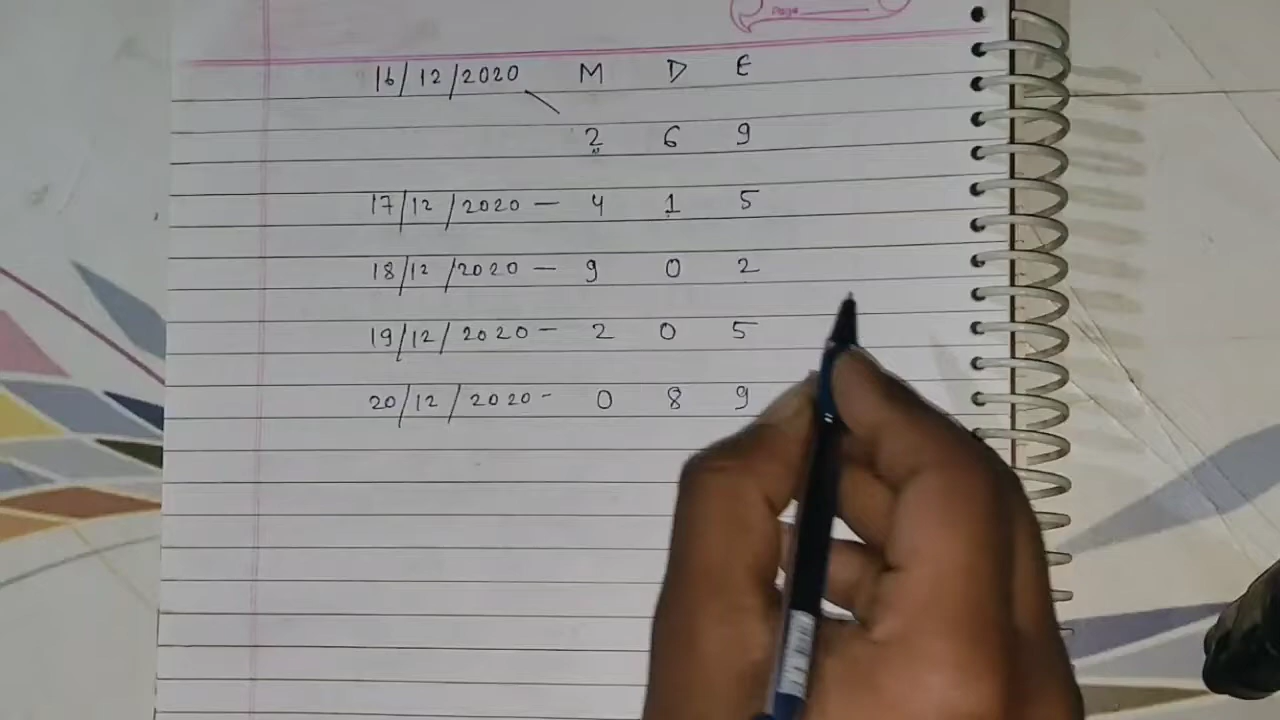 Page
16/12/2020 M D E
2 6 9
17/12/2020 - 4 1 5
18/12/2020 - 9 0 2
19/12/2020 - 2 0 5
20/12/2020 - 0 8 9